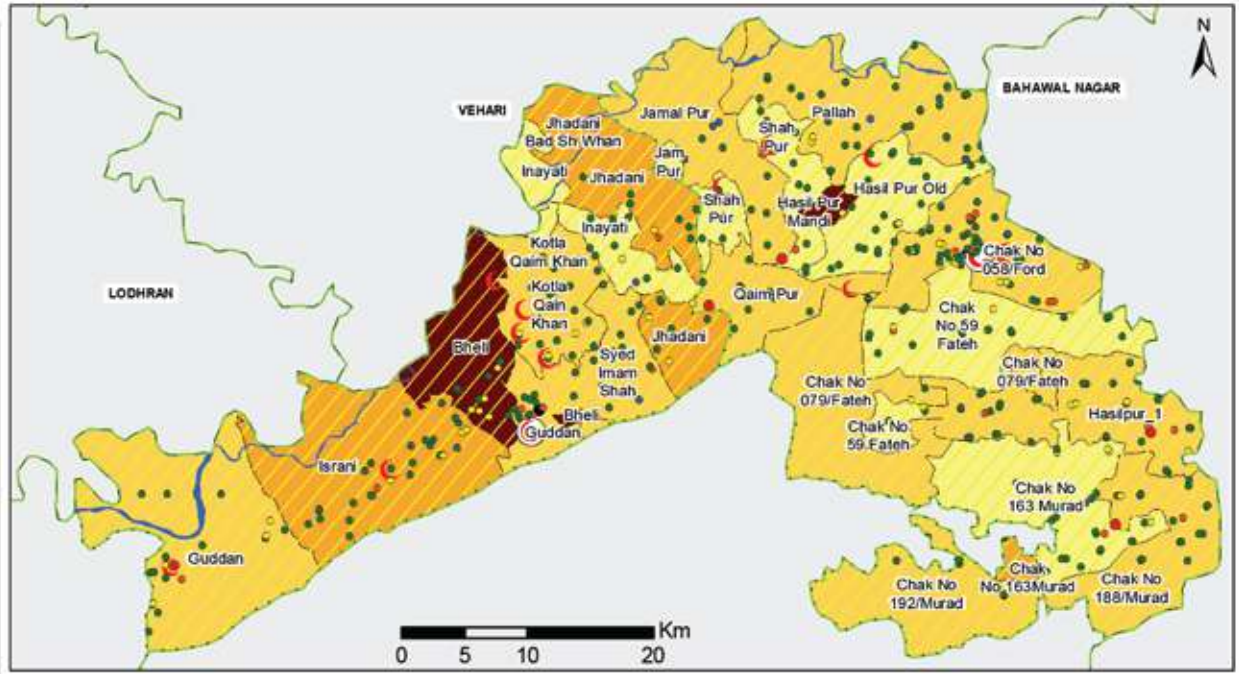 N
BAHAWAL NAGAR
VEHARI
LODHRAN
Jhadani
Bad Sh Whan
Jamal Pur
Pallah
Shah
Pur
Jam
Pur
Inayati
Jhadani
Hasil Pur Old
Shah
Pur
Hasil Pur
Mandi
Inayati
Kotla
Qaim Khan
Chak No
058/Ford
Kotla
Qain
Khan
Qaim Pur
Chak
No 59
Fateh
Jhadani
Bheli
Syed
Imam
Shah
Chak No
079/Fateh
Chak No
079/Fateh
Hasilpur_1
Bheli
Guddan
Chak No
59 Fateh
Israni
Chak No
163 Murad
Guddan
Chak No
192/Murad
Chak
No 163Murad
Chak No
188/Murad
Km
0 5 10 20